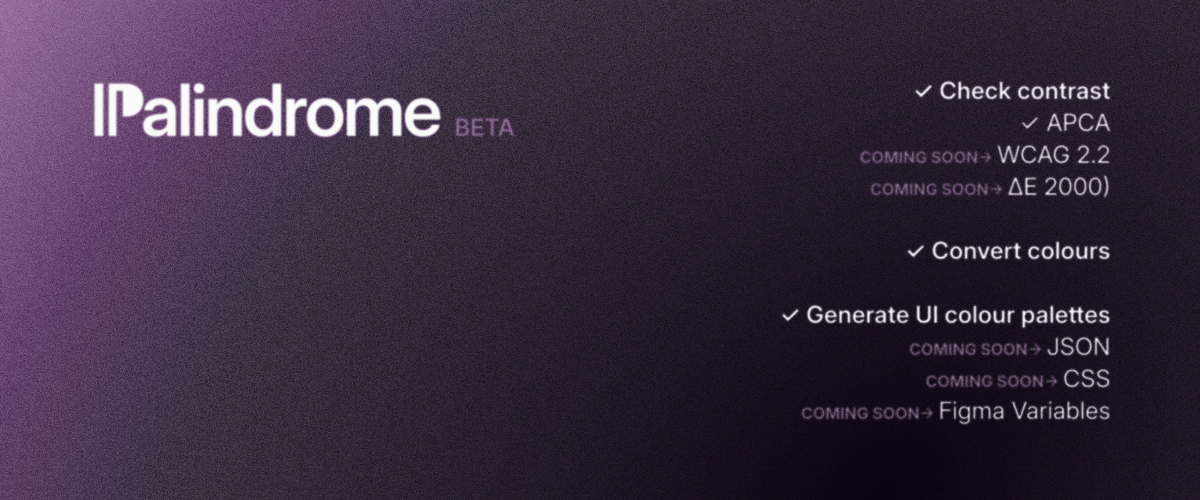 Palindrome BETA
✓ Check contrast
✓ APCA
COMING SOON→ WCAG 2.2
COMING SOON→ ΔE 2000)
✓ Convert colours
✓ Generate UI colour palettes
COMING SOON→ JSON
COMING SOON→ CSS
COMING SOON→ Figma Variables